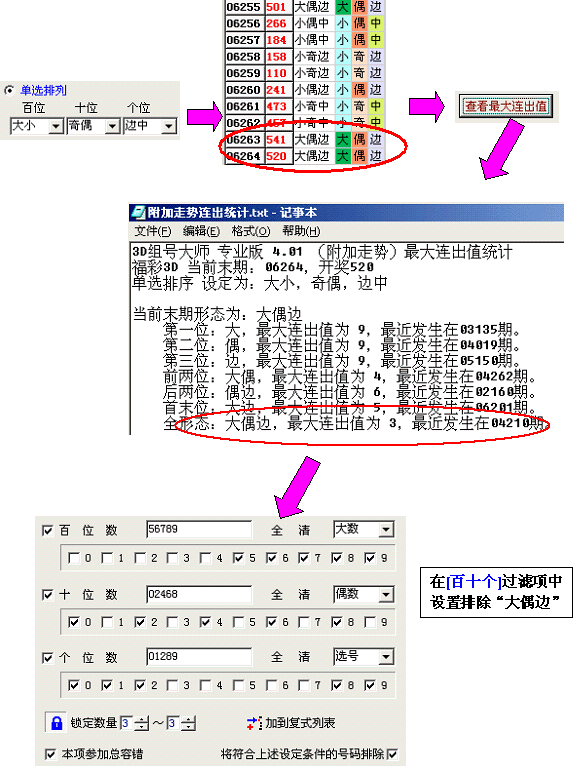 06255 501 大偶边 大 偶 边
06256 266 小偶中 小 偶 中
06257 184 小偶中 小 偶 中
06258 158 小奇边 小 奇 边
06259 110 小奇边 小 奇 边
06260 241 小偶边 小 偶 边
06261 473 小奇中 小 奇 中
06262 457 小奇中 小 奇 中
06263 541 大偶边 大 偶 边
06264 520 大偶边 大 偶 边
单选排列
百位 十位 个位
大小 奇偶 边中
查看最大连出值
附加走势连出统计.txt - 记事本
文件(F) 编辑(E) 格式(O) 帮助(H)
3D组号大师 专业版 4.01 （附加走势）最大连出值统计
福彩3D 当前末期：06264，开奖520
单选排序 设定为：大小，奇偶，边中
当前末期形态为：大偶边
第一位：大，最大连出值为 9，最近发生在03135期。
第二位：偶，最大连出值为 9，最近发生在04019期。
第三位：边，最大连出值为 9，最近发生在05150期。
前两位：大偶，最大连出值为 4，最近发生在04262期。
后两位：偶边，最大连出值为 6，最近发生在02160期。
首末位：大边，最大连出值为 5，最近发生在06201期。
全形态：大偶边，最大连出值为 3，最近发生在04210期
百 位 数 56789 全 清 大数
0 1 2 3 4 5 6 7 8 9
十 位 数 02468 全 清 偶数
0 1 2 3 4 5 6 7 8 9
个 位 数 01289 全 清 选号
0 1 2 3 4 5 6 7 8 9
锁定数量 3 ～ 3 加到复式列表
本项参加总容错 将符合上述设定条件的号码排除
在[百十个]过滤项中
设置排除“大偶边”